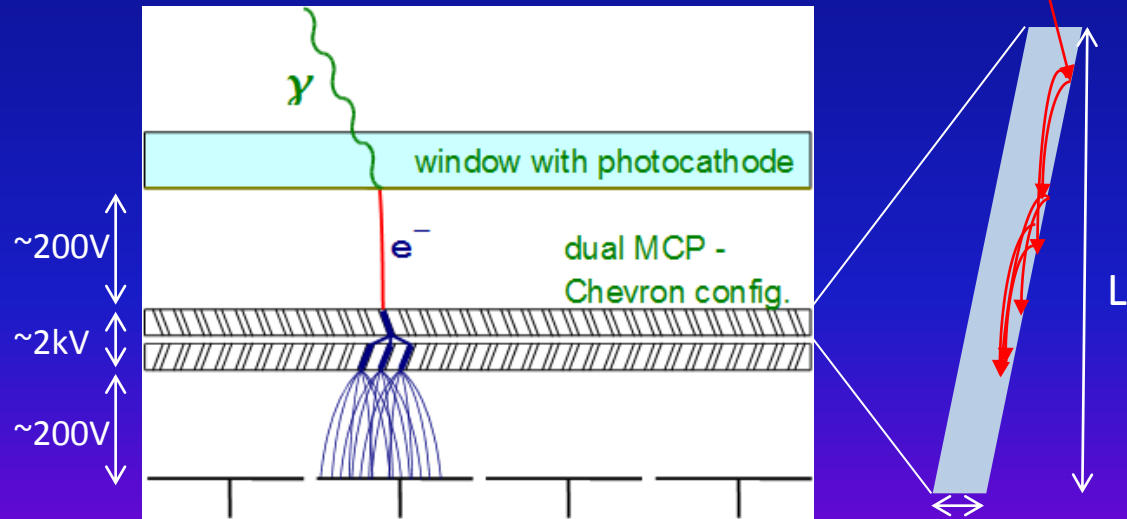 γ
window with photocathode
~200V
e⁻
dual MCP -
Chevron config.
~2kV
~200V
L